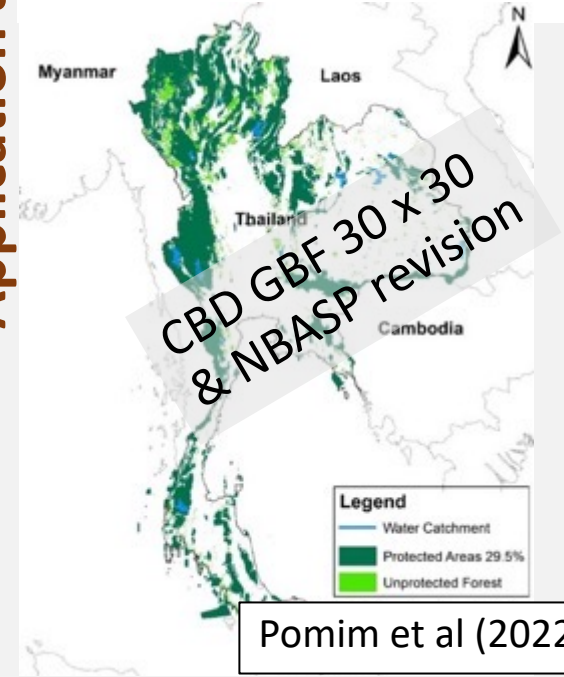 Application
N
Myanmar
Laos
Thailand
CBD GBF 30 x 30
& NBASP revision
Cambodia
Legend
Water Catchment
Protected Areas 29.5%
Unprotected Forest
Pomim et al (2022